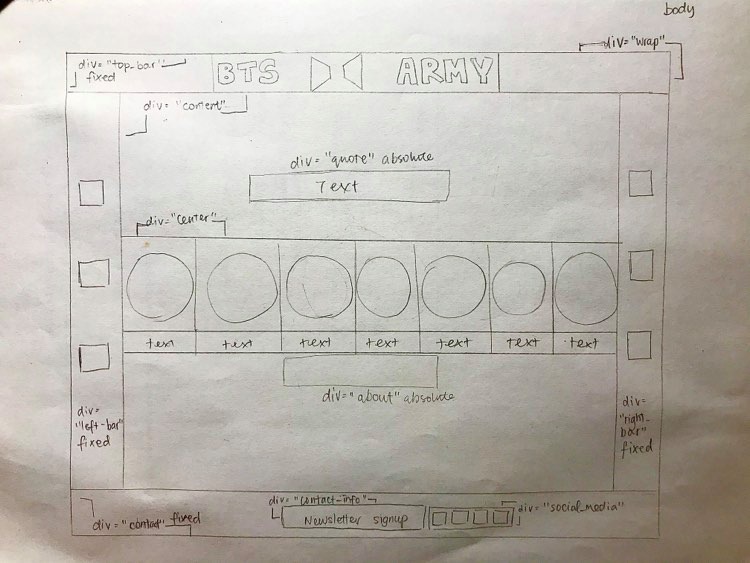 body
div="wrap"
div="top-bar"
fixed
BTS ARMY
div="content"
div="quote" absolute
Text
div="center"
text text text text text text text
div="about" absolute
div=
"left-bar"
fixed
div=
"right-
bar"
fixed
div="contact-info"
Newsletter signup
div="social_media"
div="contact" fixed